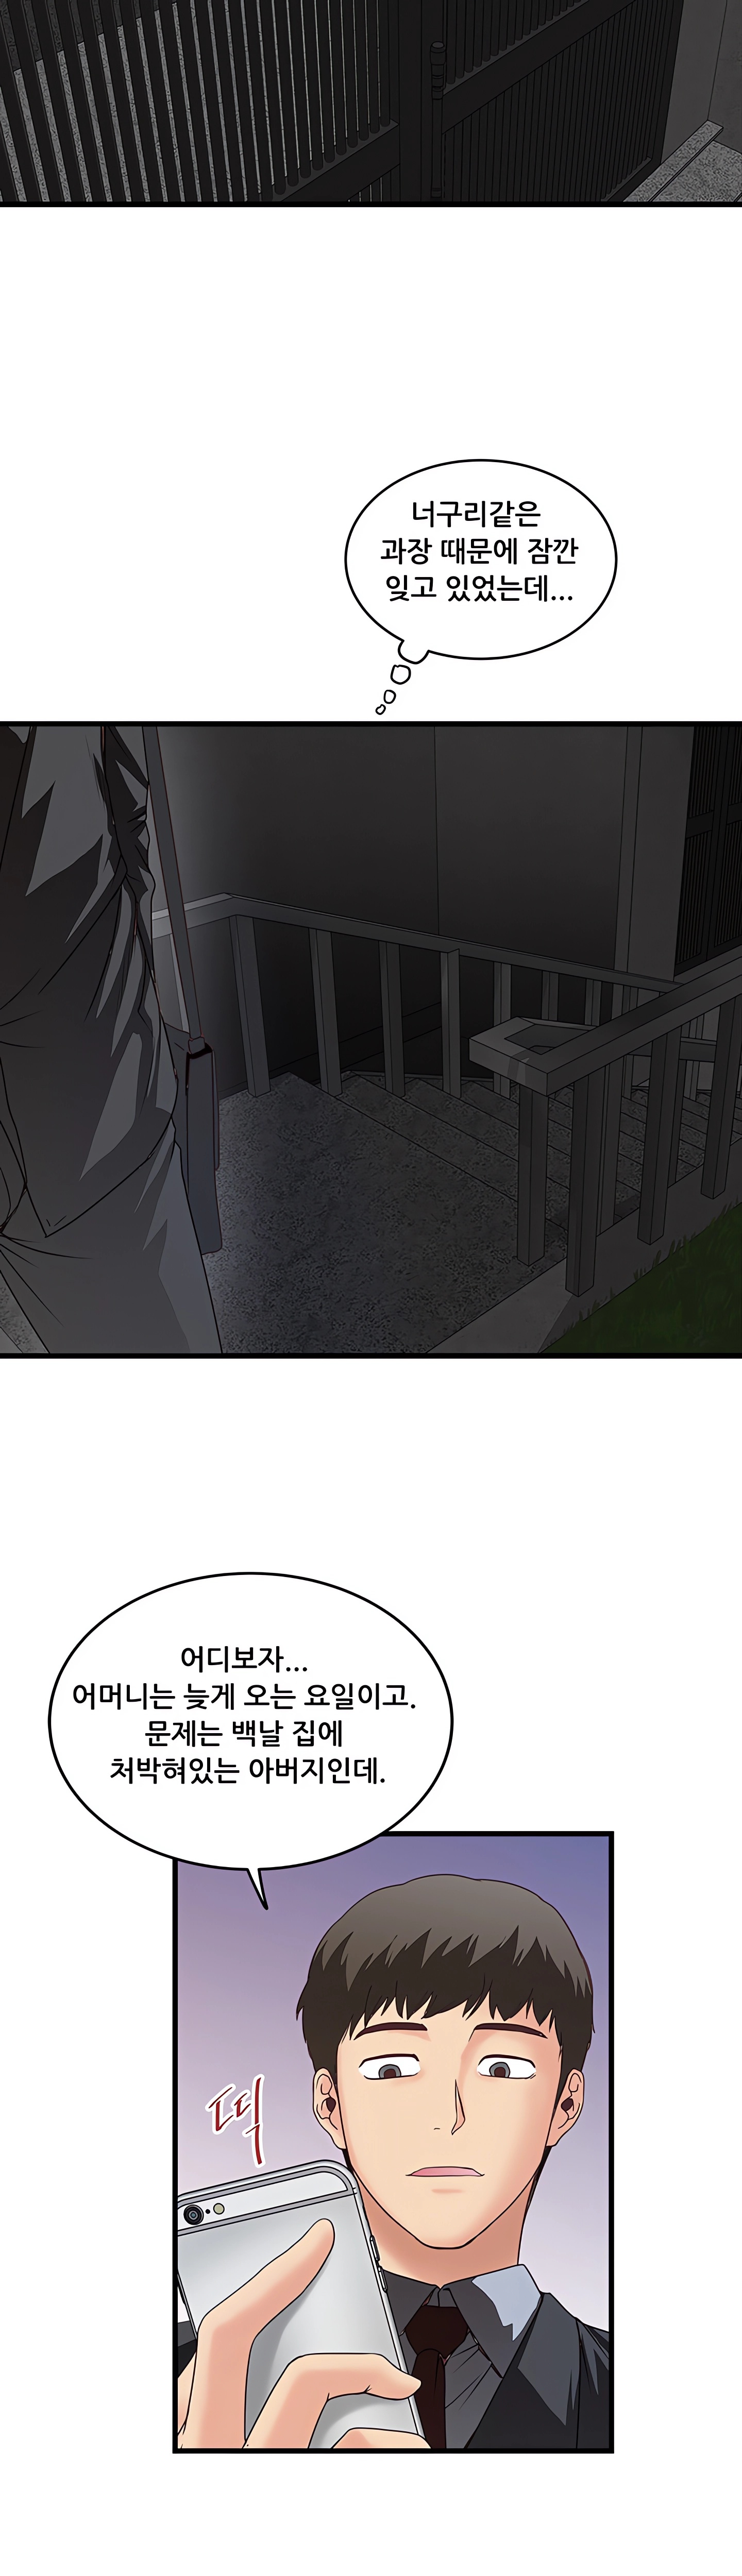 너구리같은
과장 때문에 잠깐
잊고 있었는데...
어디보자...
어머니는 늦게 오는 요일이고.
문제는 백날 집에
처박혀있는 아버지인데.
띡